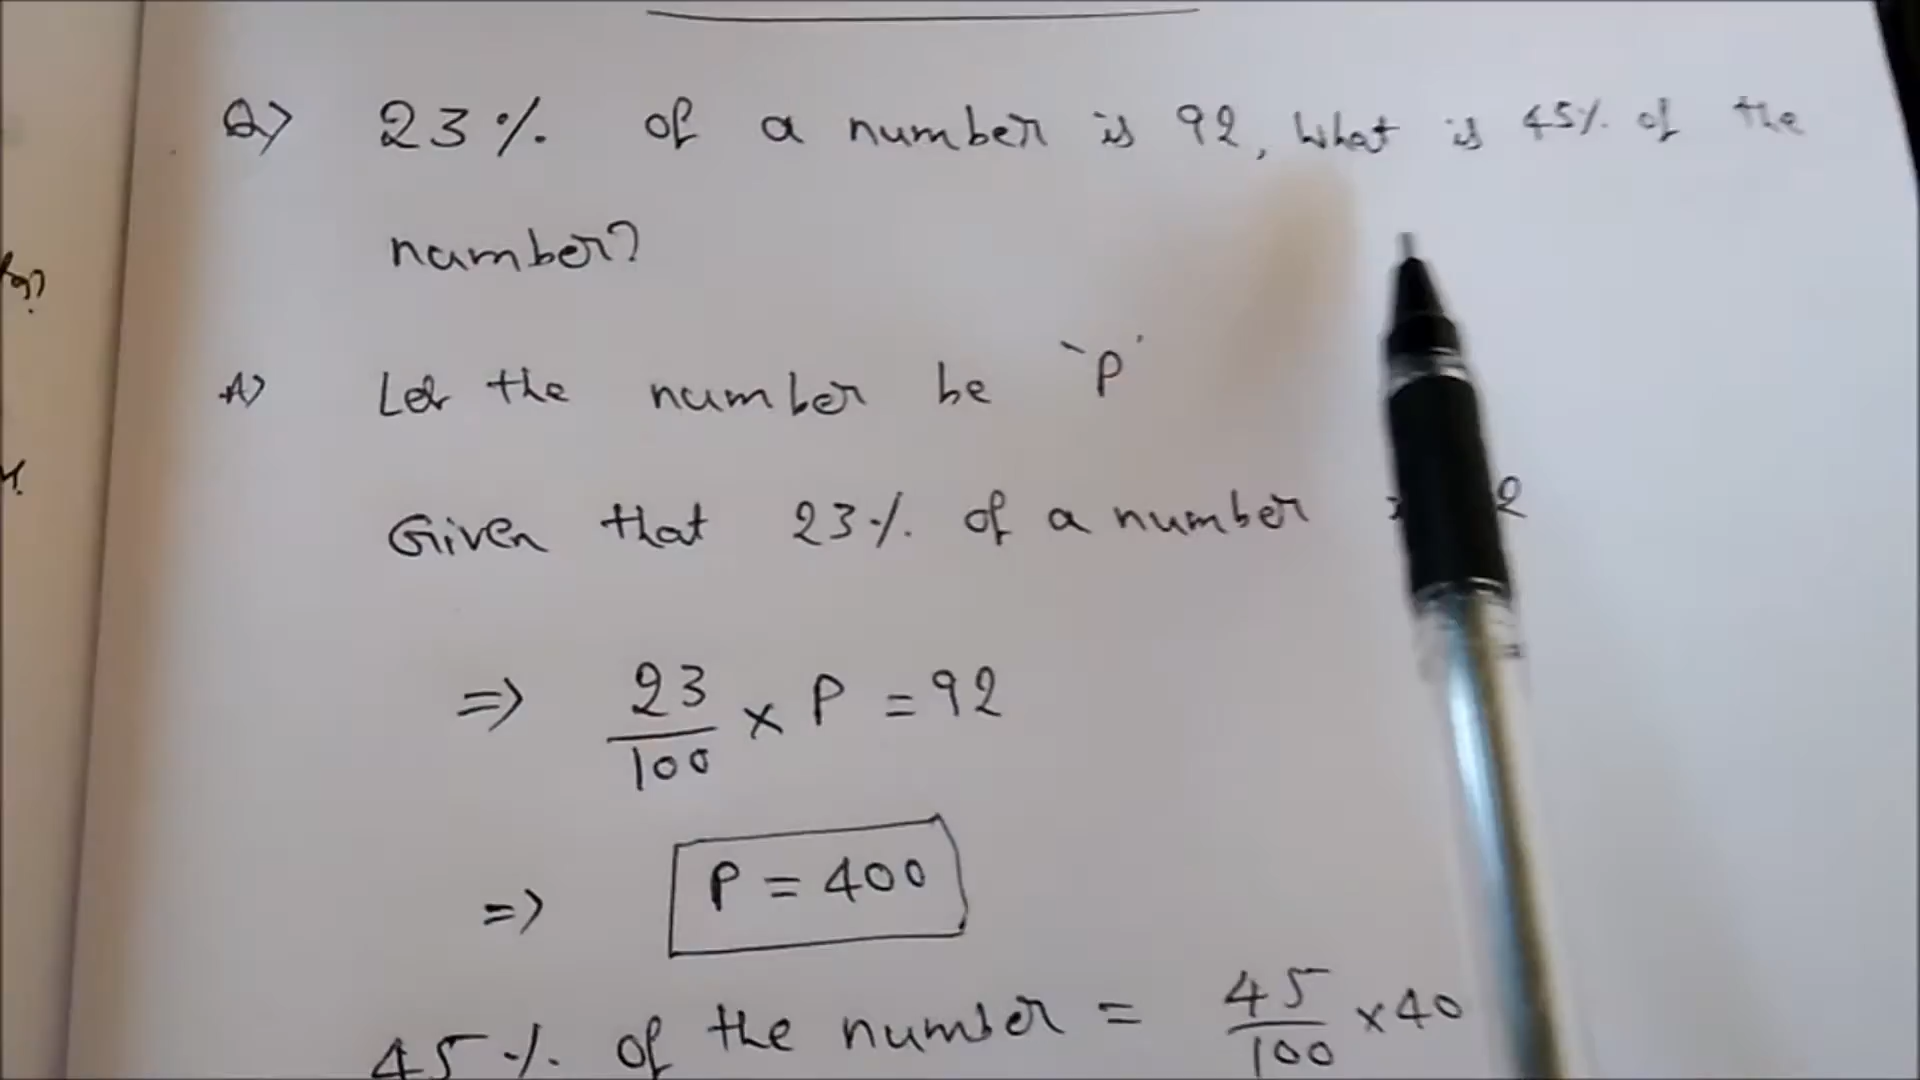 Q) 23% of a number is 92, What is 45% of the
number?
A) Let the number be `P'
Given that 23% of a number 2
=> 23/100 x P = 92
=> P = 400
45% of the number = 45/100 x 40